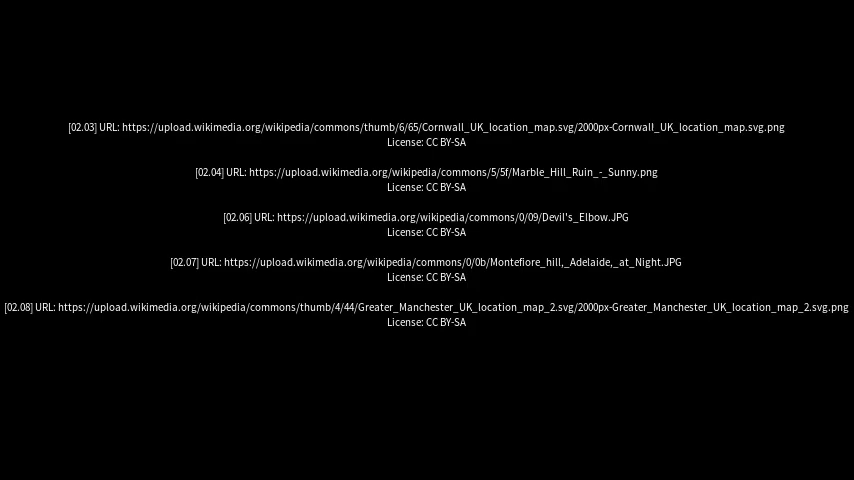 [02.03] URL: https://upload.wikimedia.org/wikipedia/commons/thumb/6/65/Cornwall_UK_location_map.svg/2000px-Cornwall_UK_location_map.svg.png
License: CC BY-SA
[02.04] URL: https://upload.wikimedia.org/wikipedia/commons/5/5f/Marble_Hill_Ruin_-_Sunny.png
License: CC BY-SA
[02.06] URL: https://upload.wikimedia.org/wikipedia/commons/0/09/Devil's_Elbow.JPG
License: CC BY-SA
[02.07] URL: https://upload.wikimedia.org/wikipedia/commons/0/0b/Montefiore_hill,_Adelaide,_at_Night.JPG
License: CC BY-SA
[02.08] URL: https://upload.wikimedia.org/wikipedia/commons/thumb/4/44/Greater_Manchester_UK_location_map_2.svg/2000px-Greater_Manchester_UK_location_map_2.svg.png
License: CC BY-SA